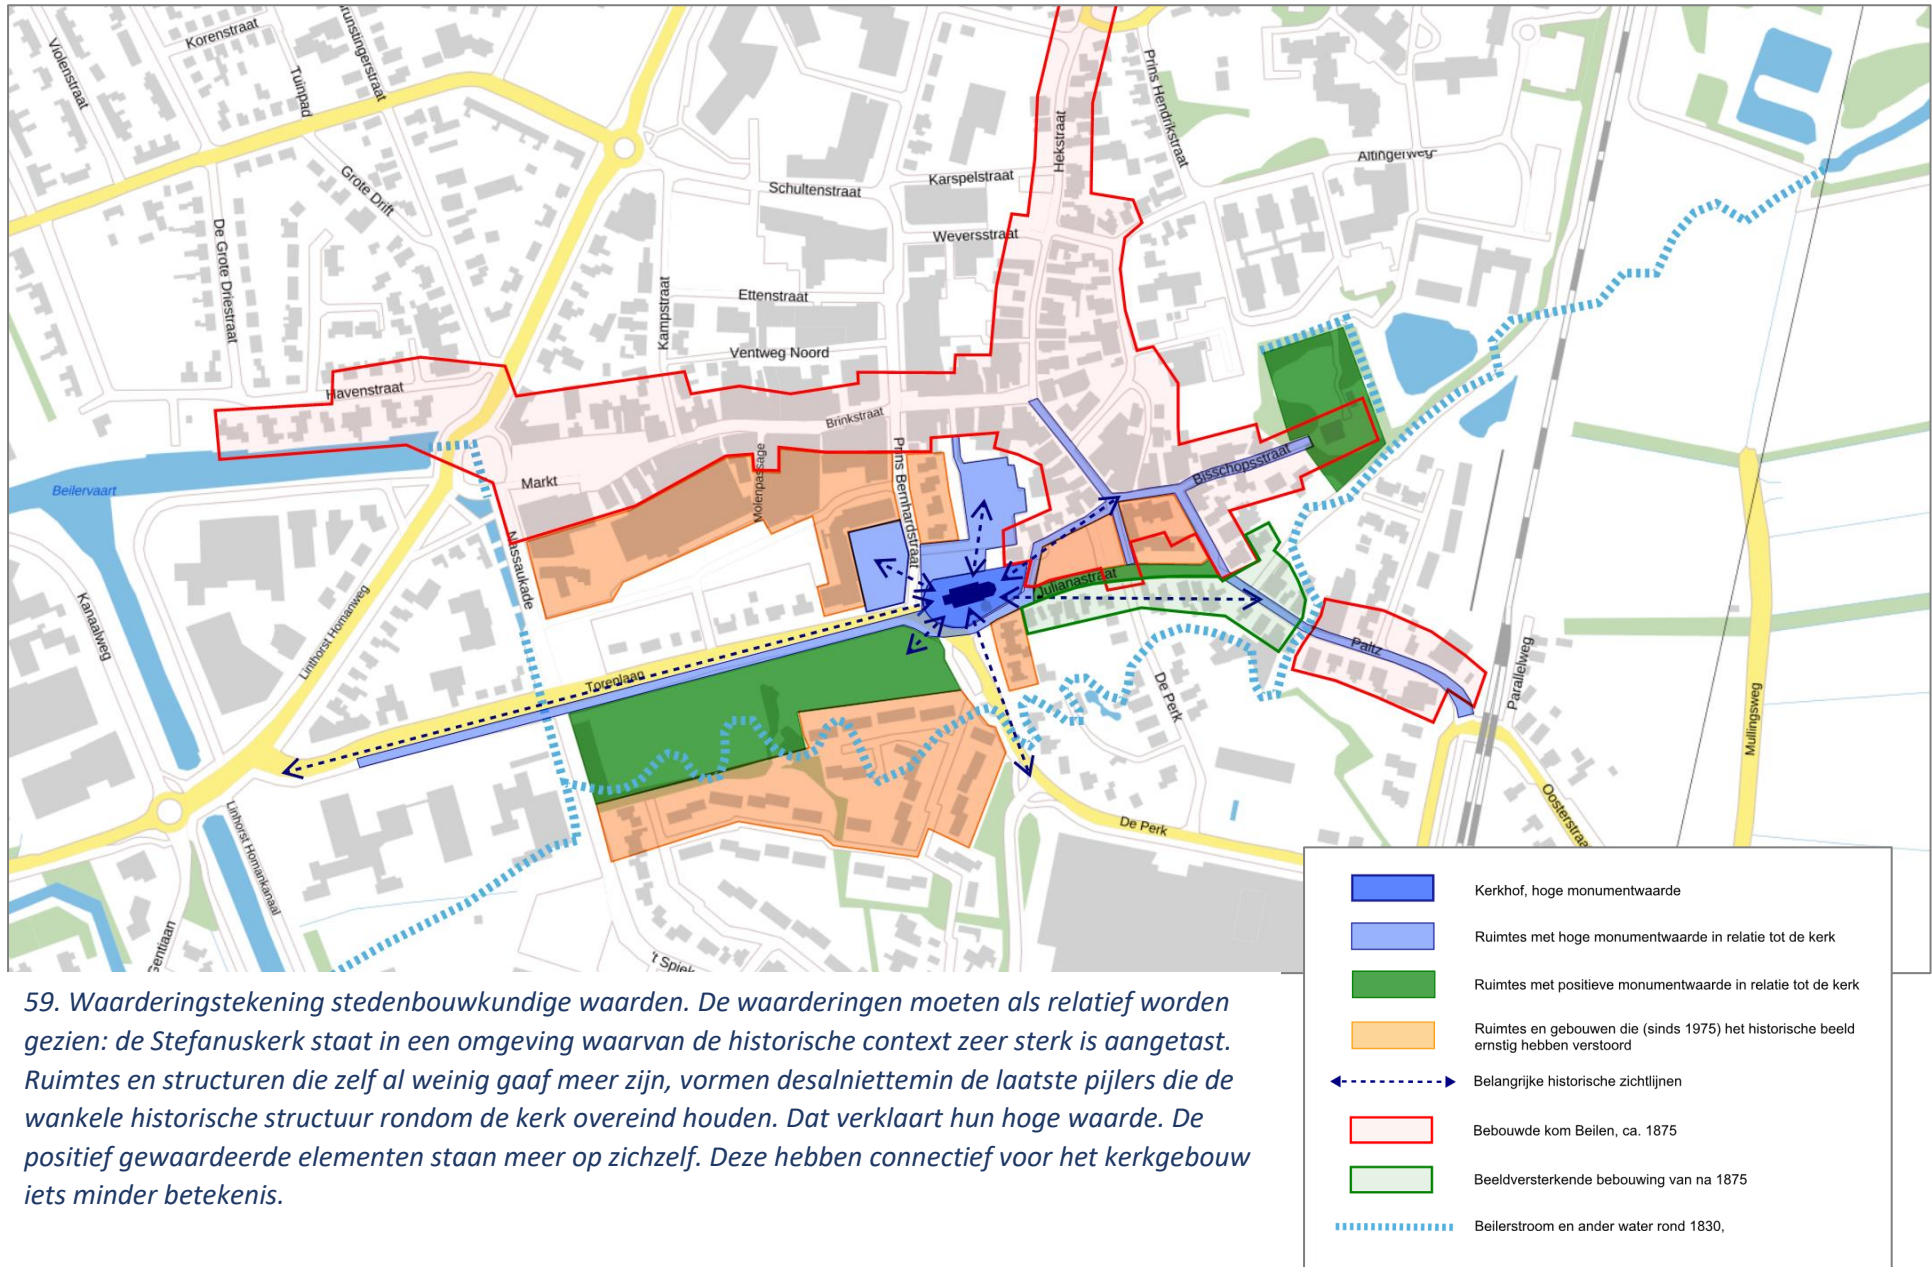 Violenstraat
Korenstraat
Tuinpad
Grote Drift
De Grote Driestraat
Havenstraat
Beilervaart
Markt
Kampstraat
Schultenstraat
Karspelstraat
Weversstraat
Ettenstraat
Ventweg Noord
Brinkstraat
Molenpassage
Prins Bernhardstraat
Hekstraat
Prins Hendrikstraat
Altingerweg
Bisschopsstraat
Julianastraat
Nassaukade
Linthorst Homanweg
Kanaalweg
Torenlaan
Linthorst Homankanaal
Gentiaan
't Spiek
De Perk
De Perk
Paltz
Parallelweg
Mullingsweg
Oosterstraa
Kerkhof, hoge monumentwaarde
Ruimtes met hoge monumentwaarde in relatie tot de kerk
Ruimtes met positieve monumentwaarde in relatie tot de kerk
Ruimtes en gebouwen die (sinds 1975) het historische beeld
ernstig hebben verstoord
Belangrijke historische zichtlijnen
Bebouwde kom Beilen, ca. 1875
Beeldversterkende bebouwing van na 1875
Beilerstroom en ander water rond 1830,
59. Waarderingstekening stedenbouwkundige waarden. De waarderingen moeten als relatief worden
gezien: de Stefanuskerk staat in een omgeving waarvan de historische context zeer sterk is aangetast.
Ruimtes en structuren die zelf al weinig gaaf meer zijn, vormen desalniettemin de laatste pijlers die de
wankele historische structuur rondom de kerk overeind houden. Dat verklaart hun hoge waarde. De
positief gewaardeerde elementen staan meer op zichzelf. Deze hebben connectief voor het kerkgebouw
iets minder betekenis.